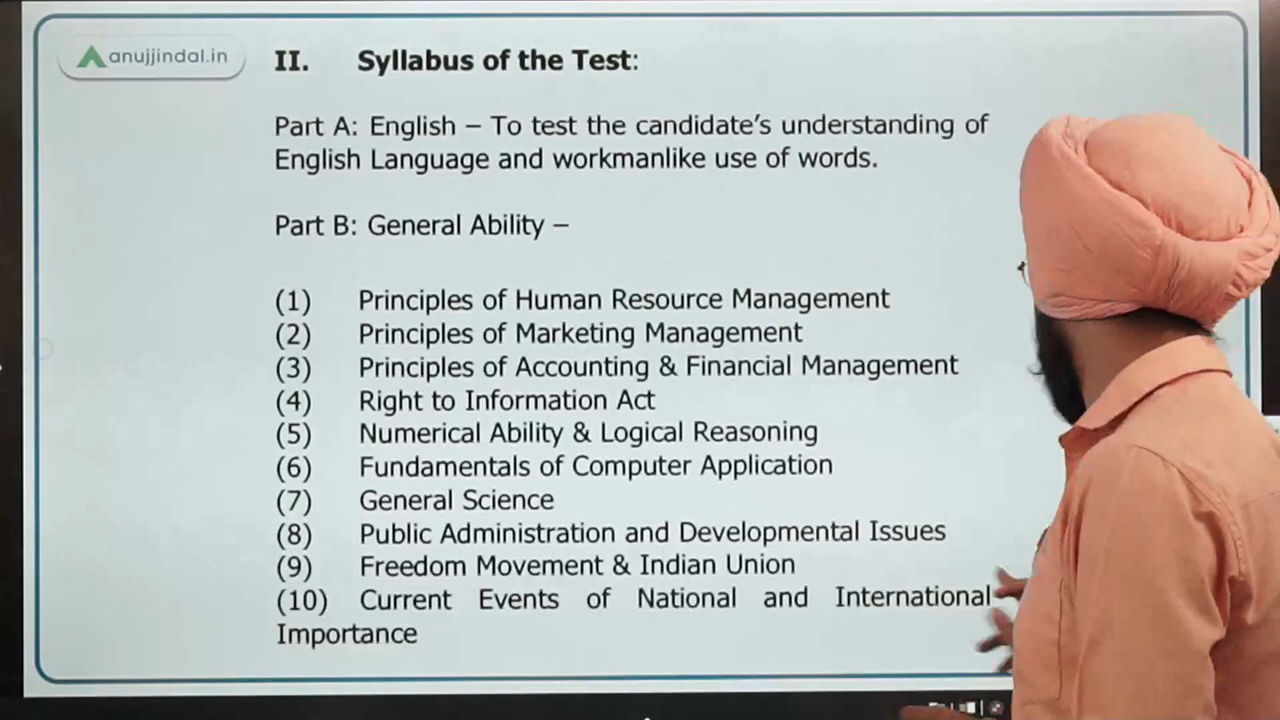 anujjindal.in
II. Syllabus of the Test:
Part A: English – To test the candidate's understanding of
English Language and workmanlike use of words.
Part B: General Ability –
(1) Principles of Human Resource Management
(2) Principles of Marketing Management
(3) Principles of Accounting & Financial Management
(4) Right to Information Act
(5) Numerical Ability & Logical Reasoning
(6) Fundamentals of Computer Application
(7) General Science
(8) Public Administration and Developmental Issues
(9) Freedom Movement & Indian Union
(10) Current Events of National and International
Importance